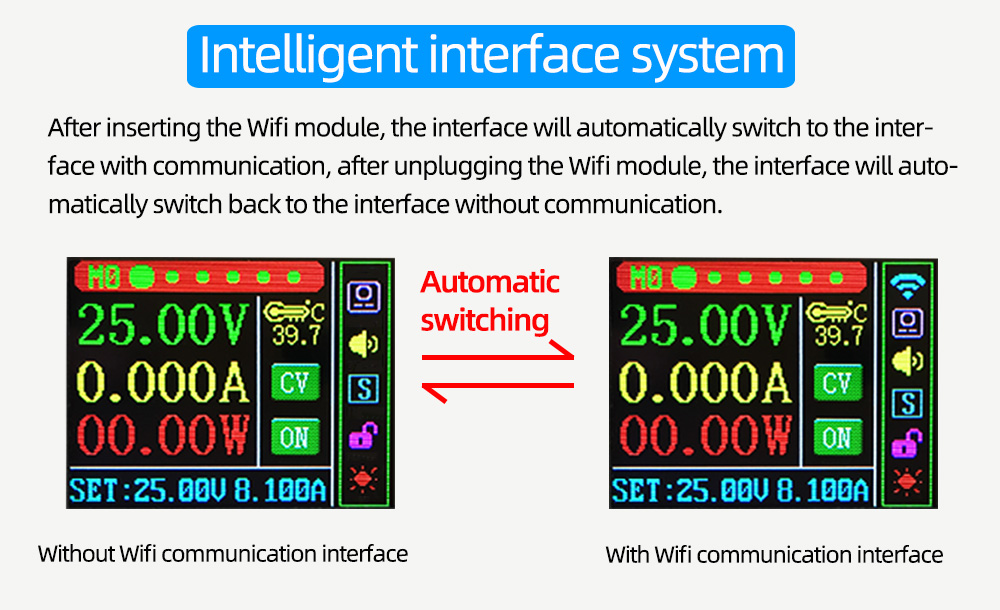 Intelligent interface system
After inserting the Wifi module, the interface will automatically switch to the inter-
face with communication, after unplugging the Wifi module, the interface will auto-
matically switch back to the interface without communication.
M0
25.00V
°C
39.7
0.000A
CV
00.00W
ON
S
SET:25.00V 8.100A
Automatic
switching
M0
25.00V
°C
39.7
0.000A
CV
00.00W
ON
S
SET:25.00V 8.100A
Without Wifi communication interface
With Wifi communication interface